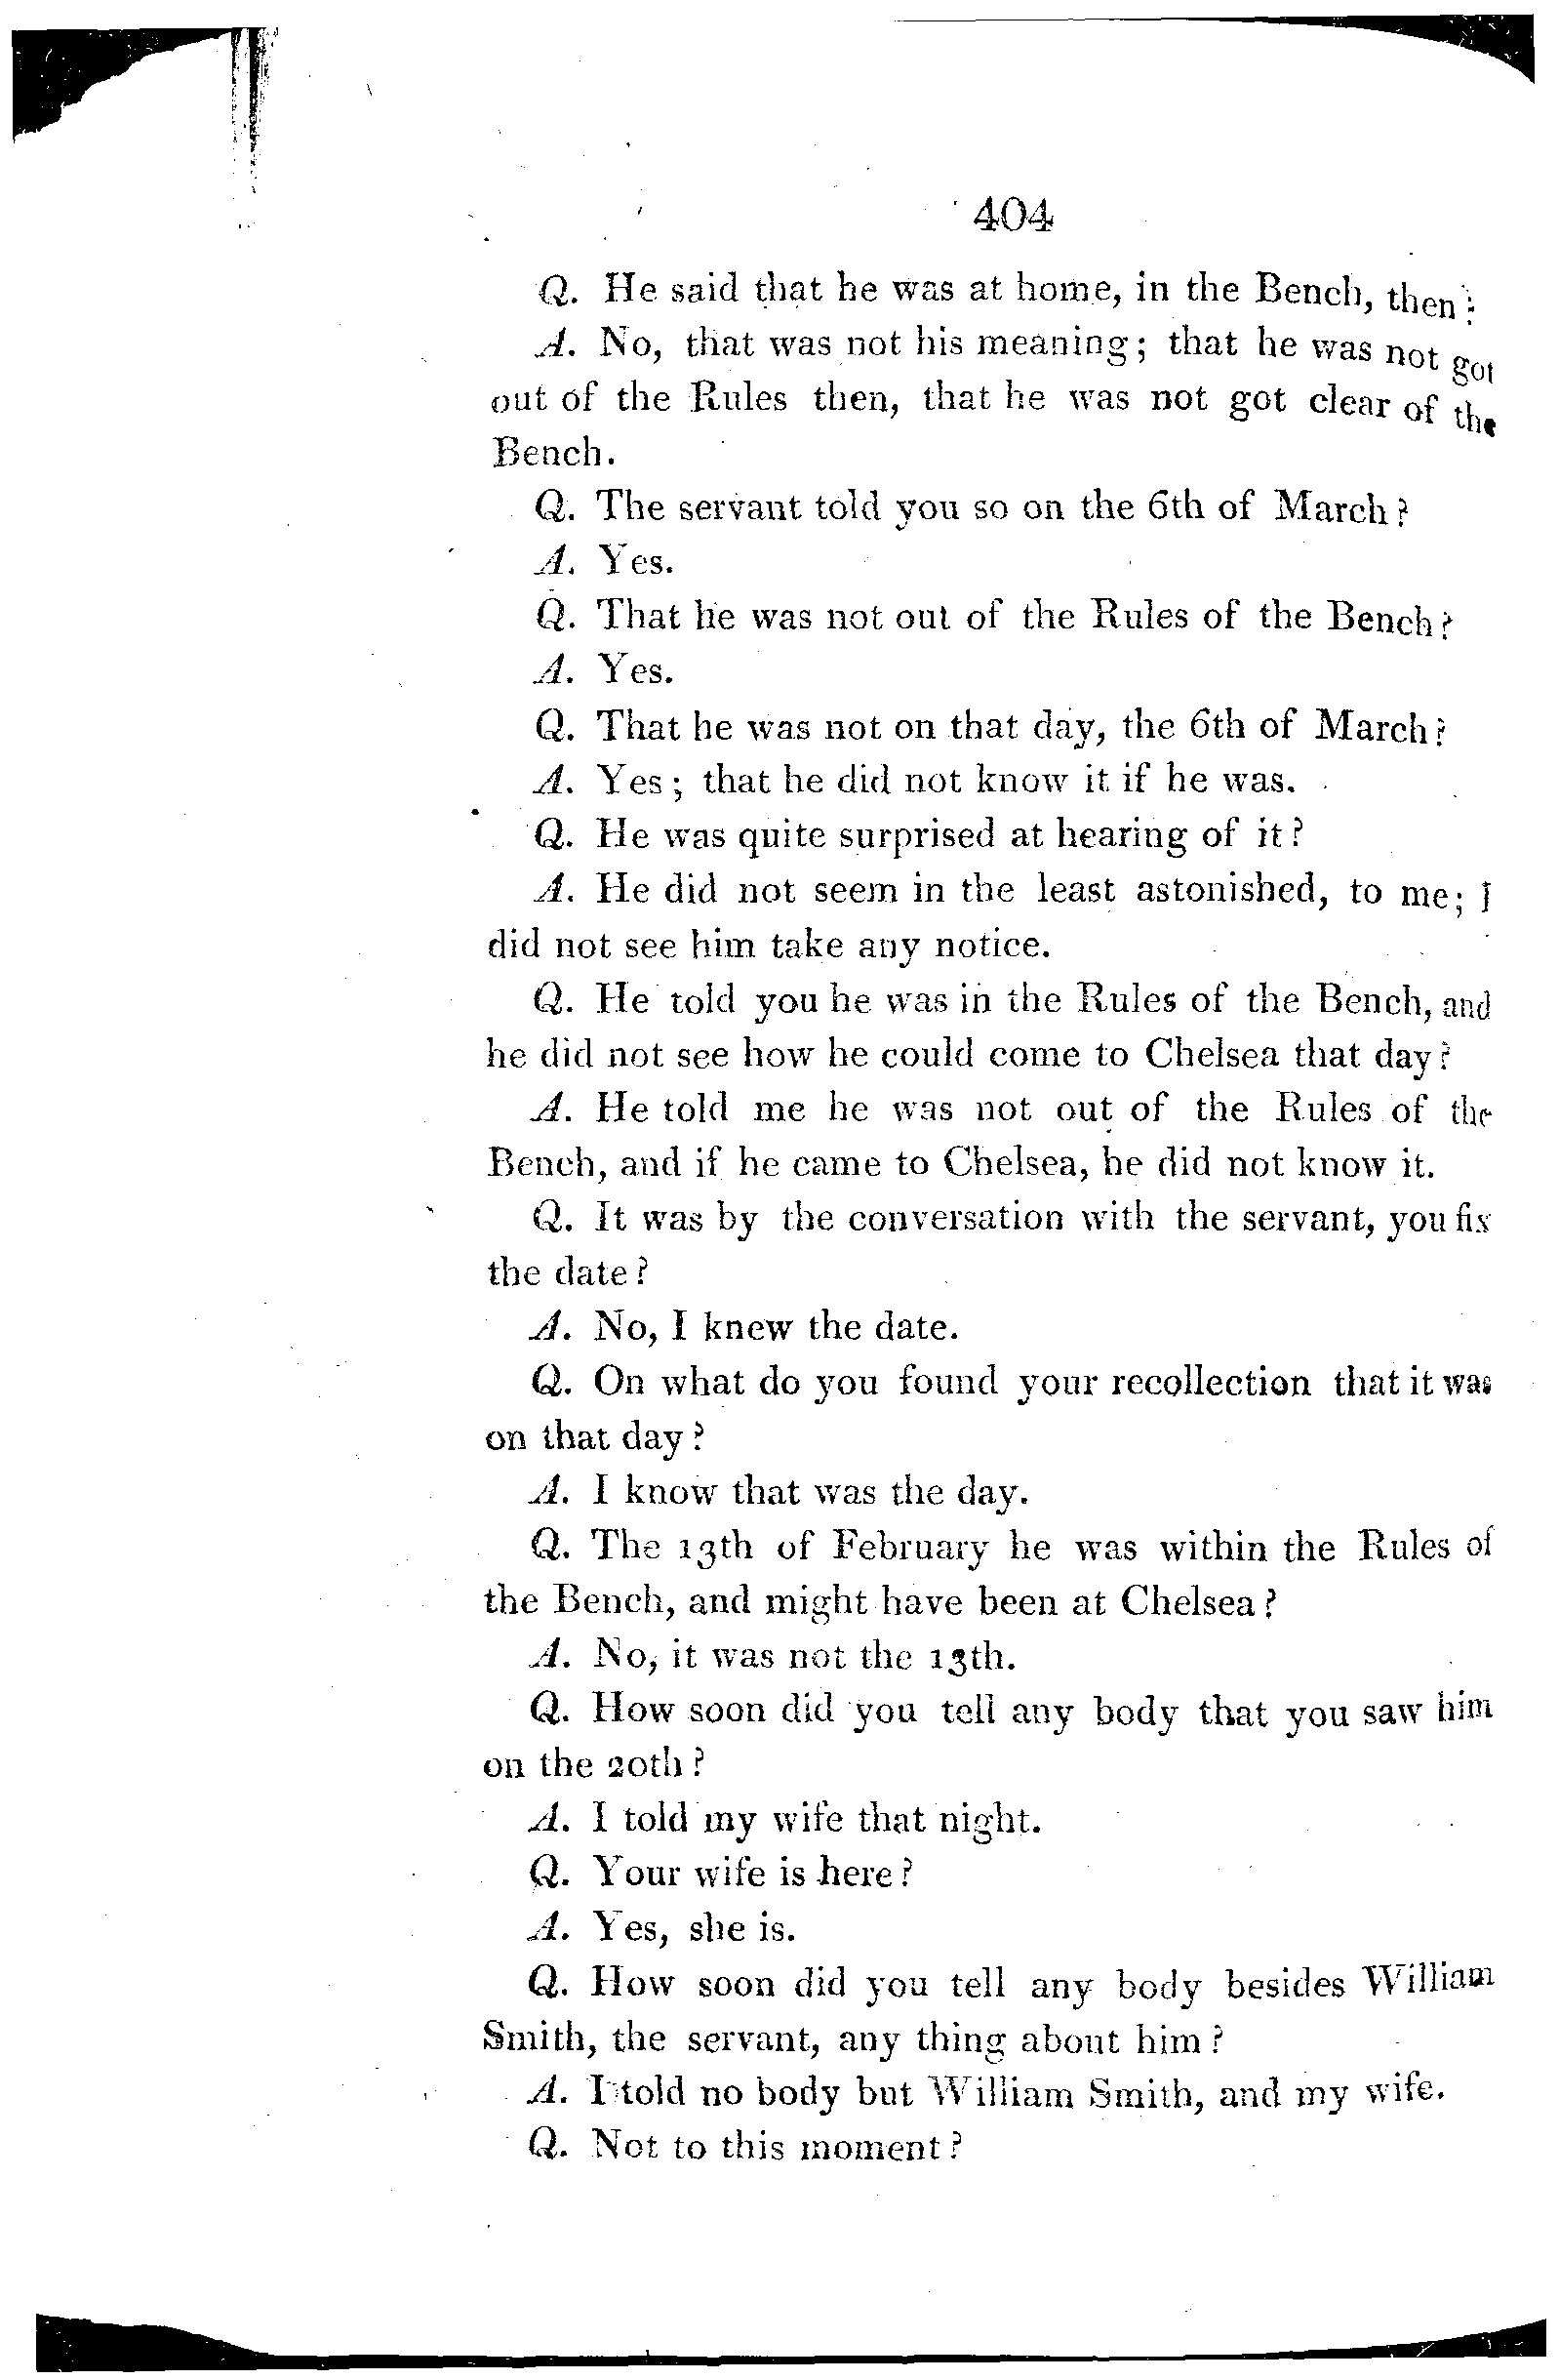 404
Q. He said that he was at home, in the Bench, then?
A. No, that was not his meaning; that he was not got
out of the Rules then, that he was not got clear of the
Bench.
Q. The servant told you so on the 6th of March?
A. Yes.
Q. That he was not out of the Rules of the Bench?
A. Yes.
Q. That he was not on that day, the 6th of March?
A. Yes; that he did not know it if he was.
Q. He was quite surprised at hearing of it?
A. He did not seem in the least astonished, to me; I
did not see him take any notice.
Q. He told you he was in the Rules of the Bench, and
he did not see how he could come to Chelsea that day?
A. He told me he was not out of the Rules of the
Bench, and if he came to Chelsea, he did not know it.
Q. It was by the conversation with the servant, you fix
the date?
A. No, I knew the date.
Q. On what do you found your recollection that it was
on that day?
A. I know that was the day.
Q. The 13th of February he was within the Rules of
the Bench, and might have been at Chelsea?
A. No, it was not the 13th.
Q. How soon did you tell any body that you saw him
on the 20th?
A. I told my wife that night.
Q. Your wife is here?
A. Yes, she is.
Q. How soon did you tell any body besides William
Smith, the servant, any thing about him?
A. I told no body but William Smith, and my wife.
Q. Not to this moment?